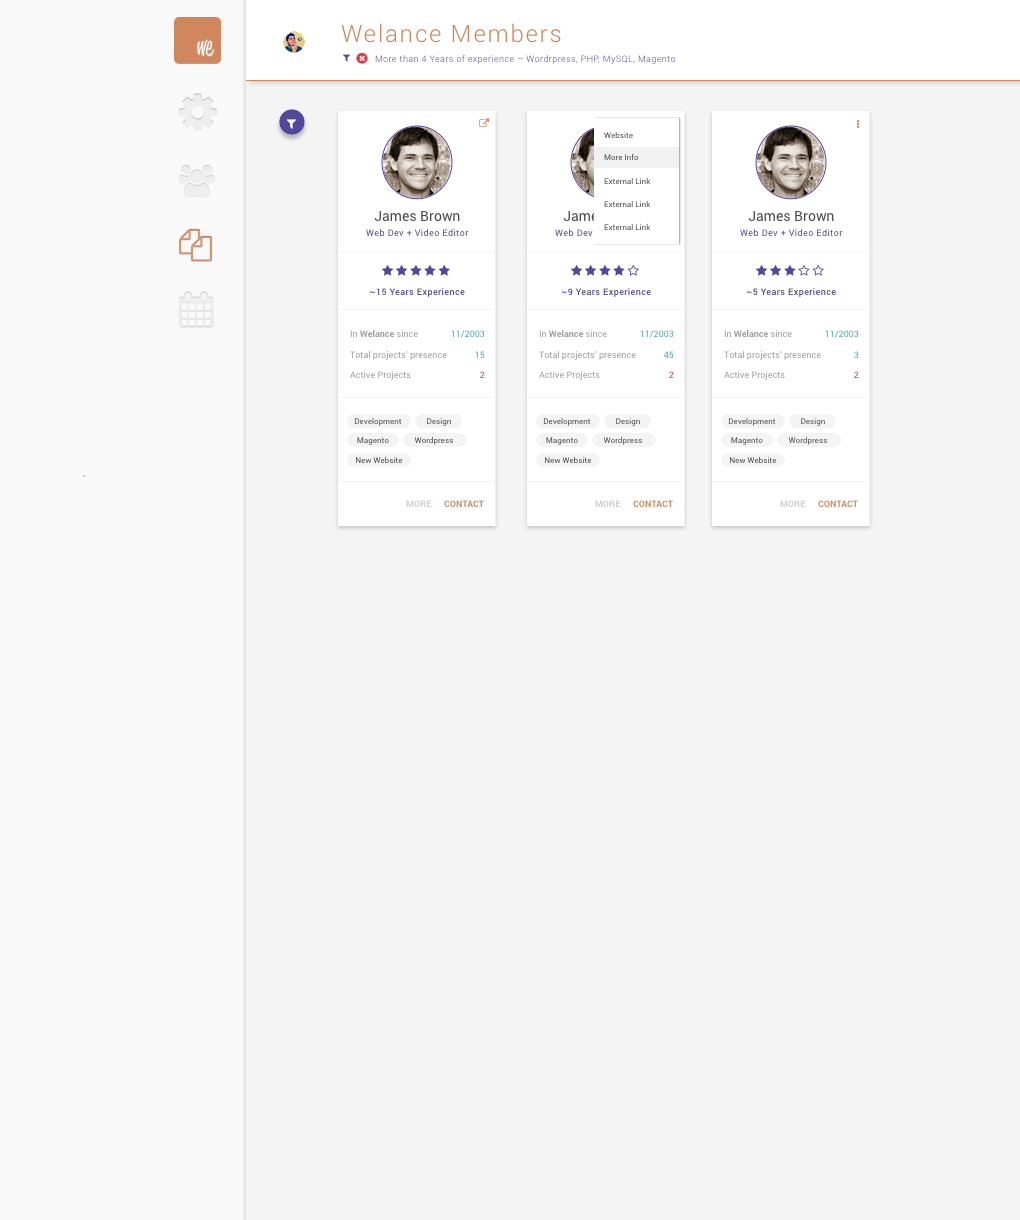 we
Welance Members
More than 4 Years of experience – Wordrpress, PHP, MySQL, Magento
James Brown
Web Dev + Video Editor
~15 Years Experience
In Welance since 11/2003
Total projects' presence 15
Active Projects 2
Development Design
Magento Wordpress
New Website
MORE CONTACT
Website
More Info
External Link
External Link
External Link
Jame
Web Dev
~9 Years Experience
In Welance since 11/2003
Total projects' presence 45
Active Projects 2
Development Design
Magento Wordpress
New Website
MORE CONTACT
James Brown
Web Dev + Video Editor
~5 Years Experience
In Welance since 11/2003
Total projects' presence 3
Active Projects 2
Development Design
Magento Wordpress
New Website
MORE CONTACT